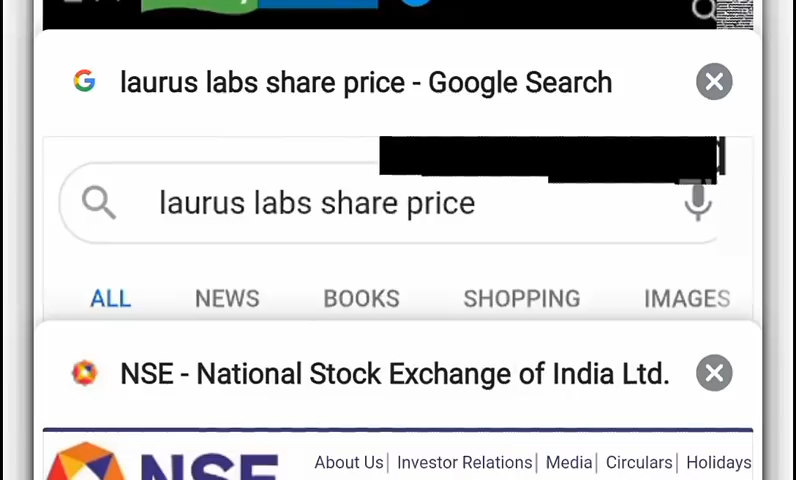 laurus labs share price - Google Search
laurus labs share price
ALL NEWS BOOKS SHOPPING IMAGES
NSE - National Stock Exchange of India Ltd.
NSE About Us| Investor Relations| Media| Circulars| Holidays